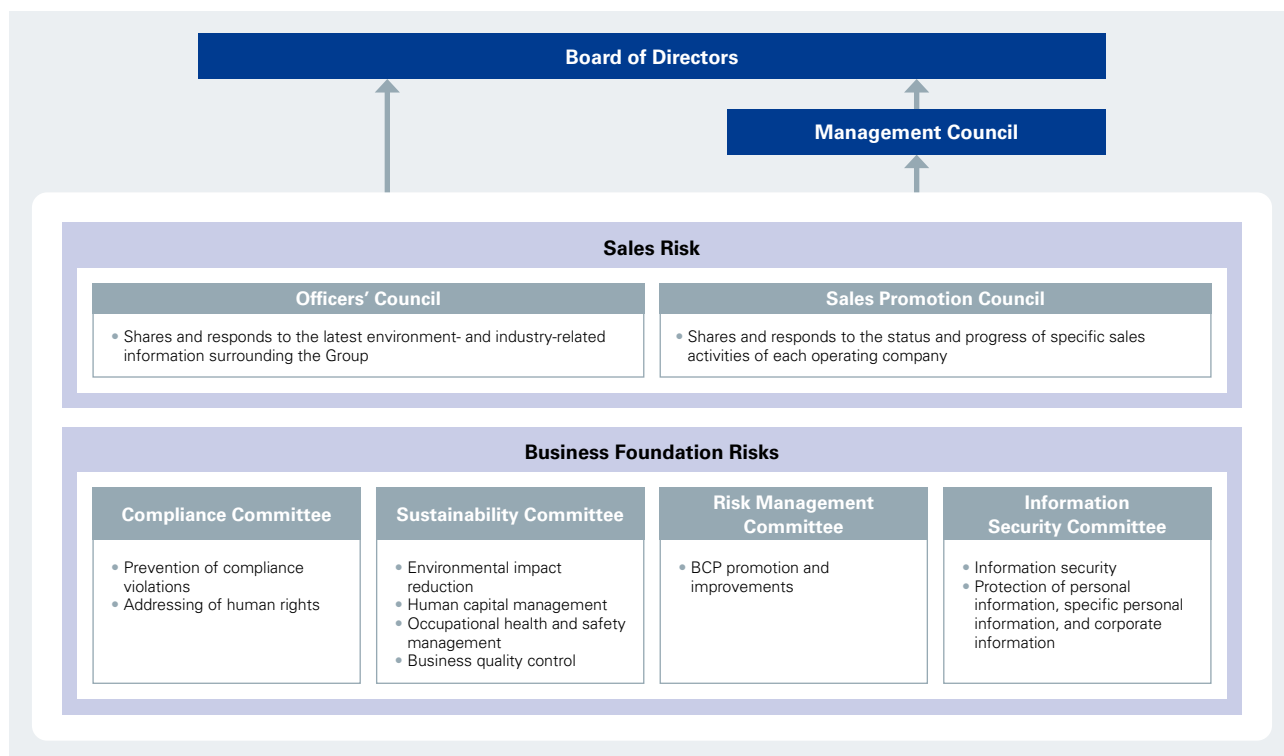 Board of Directors
Management Council
Sales Risk
Officers’ Council
• Shares and responds to the latest environment- and industry-related
information surrounding the Group
Sales Promotion Council
• Shares and responds to the status and progress of specific sales
activities of each operating company
Business Foundation Risks
Compliance Committee
• Prevention of compliance
violations
• Addressing of human rights
Sustainability Committee
• Environmental impact
reduction
• Human capital management
• Occupational health and safety
management
• Business quality control
Risk Management
Committee
• BCP promotion and
improvements
Information
Security Committee
• Information security
• Protection of personal
information, specific personal
information, and corporate
information